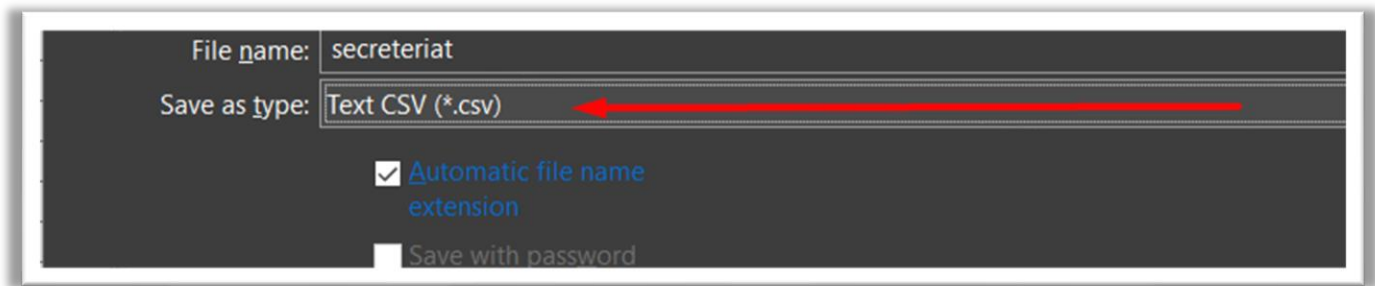 File name: secreteriat
Save as type: Text CSV (*.csv)
Automatic file name
extension
Save with password